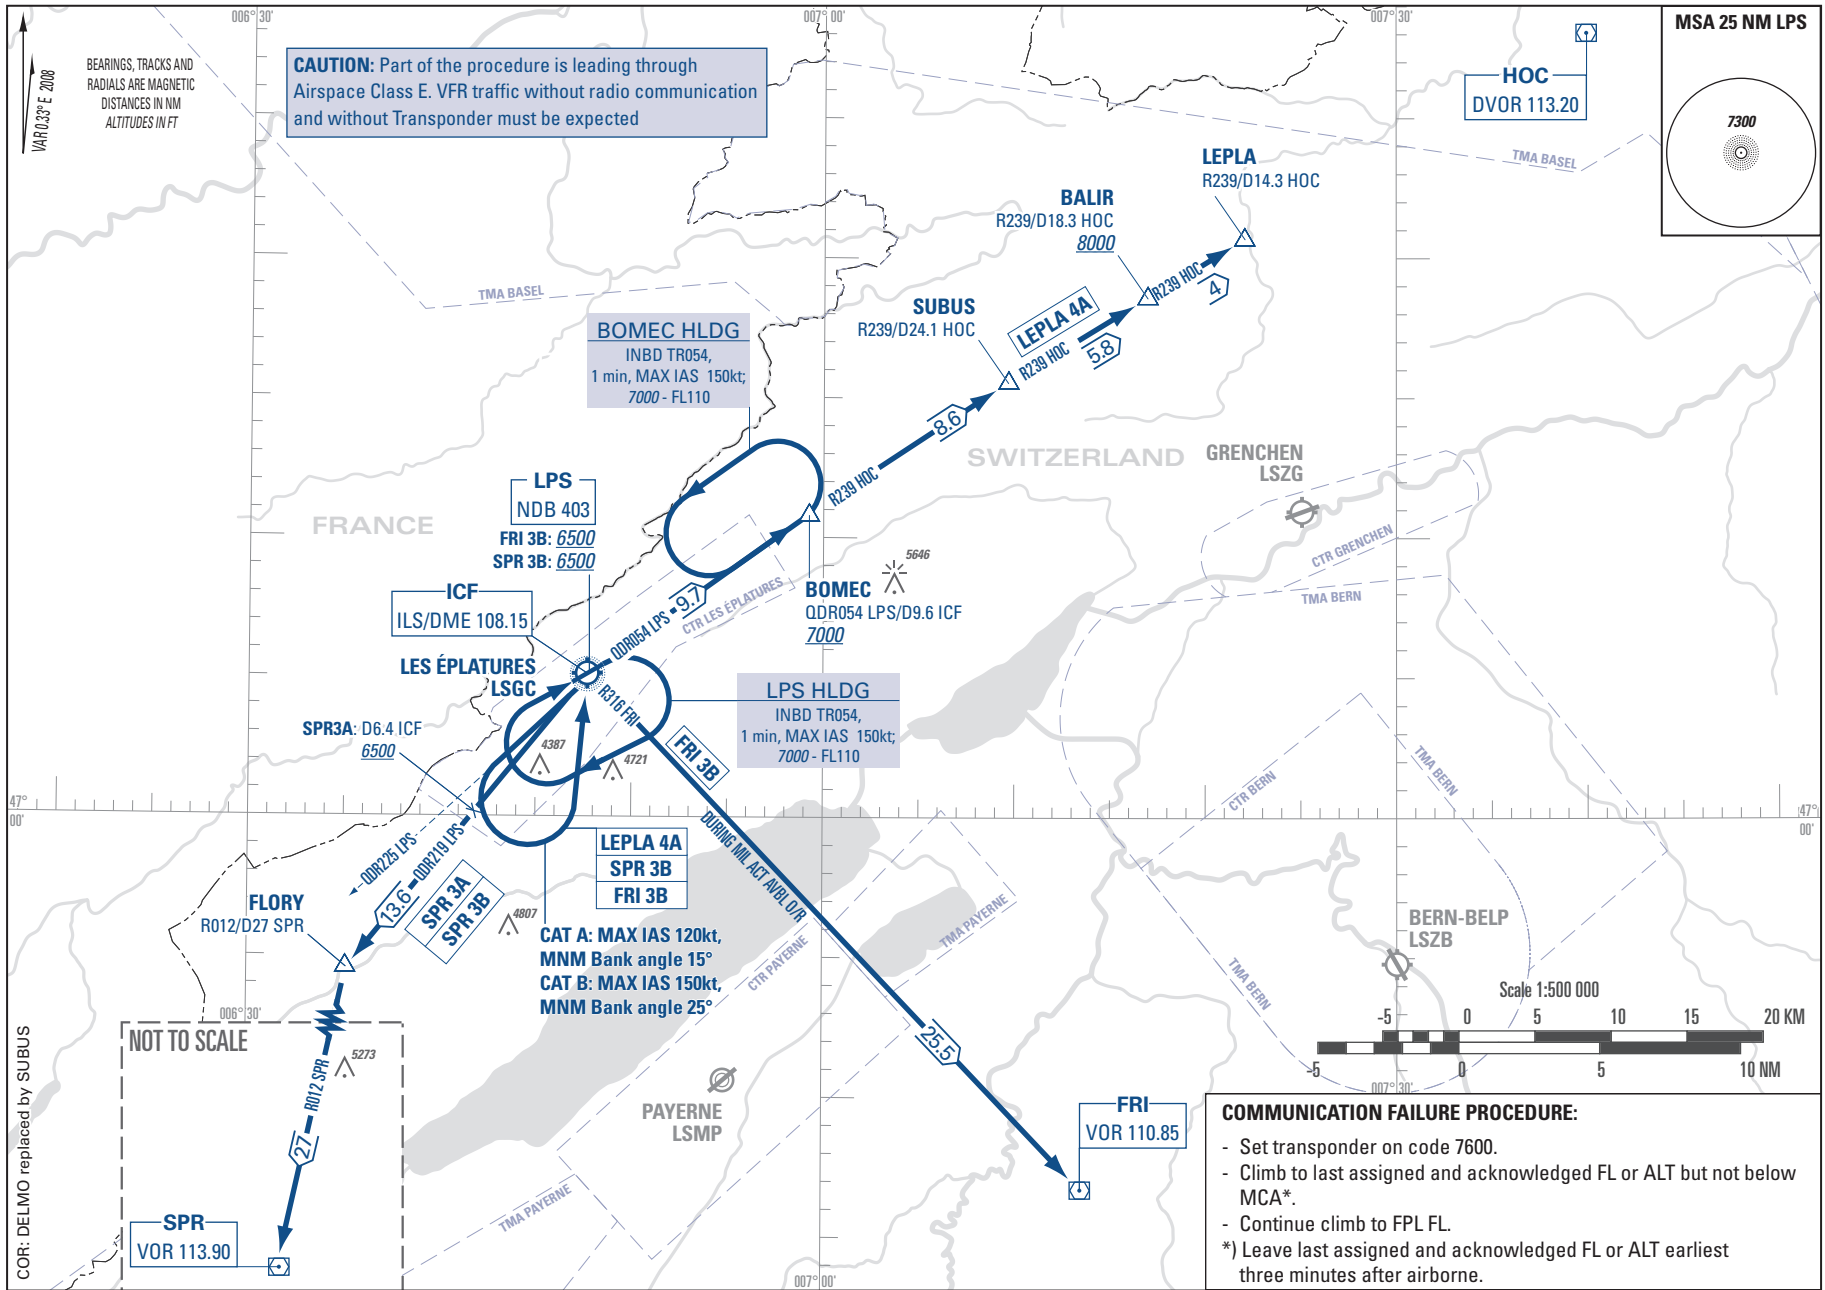 006° 30'
007° 00'
007° 30'
MSA 25 NM LPS
7300
VAR 0.33° E 2008
BEARINGS, TRACKS AND
RADIALS ARE MAGNETIC
DISTANCES IN NM
ALTITUDES IN FT
CAUTION: Part of the procedure is leading through
Airspace Class E. VFR traffic without radio communication
and without Transponder must be expected
HOC
DVOR 113.20
TMA BASEL
LEPLA
R239/D14.3 HOC
BALIR
R239/D18.3 HOC
8000
R239 HOC
4
TMA BASEL
SUBUS
R239/D24.1 HOC
LEPLA 4A
R239 HOC
5.8
BOMEC HLDG
INBD TR054,
1 min, MAX IAS 150kt;
7000 - FL110
8.6
R239 HOC
SWITZERLAND
GRENCHEN
LSZG
CTR GRENCHEN
FRANCE
LPS
NDB 403
FRI 3B: 6500
SPR 3B: 6500
5646
BOMEC
QDR054 LPS/D9.6 ICF
7000
TMA BERN
ICF
ILS/DME 108.15
QDR054 LPS
9.7
CTR LES ÉPLATURES
LES ÉPLATURES
LSGC
R316 FRI
LPS HLDG
INBD TR054,
1 min, MAX IAS 150kt;
7000 - FL110
SPR3A: D6.4 ICF
6500
4387
4721
FRI 3B
CTR BERN
TMA BERN
47°
00'
47°
00'
DURING MIL ACT AVBL O/R
QDR225 LPS
QDR219 LPS
13.6
SPR 3A
SPR 3B
LEPLA 4A
SPR 3B
FRI 3B
4807
CAT A: MAX IAS 120kt,
MNM Bank angle 15°
CAT B: MAX IAS 150kt,
MNM Bank angle 25°
FLORY
R012/D27 SPR
CTR PAYERNE
TMA PAYERNE
BERN-BELP
LSZB
TMA BERN
Scale 1:500 000
-5
0
5
10
15
20 KM
-5
0
5
10 NM
006° 30'
NOT TO SCALE
5273
R012 SPR
27
25.5
PAYERNE
LSMP
TMA PAYERNE
FRI
VOR 110.85
SPR
VOR 113.90
007° 00'
007° 30'
COR: DELMO replaced by SUBUS
COMMUNICATION FAILURE PROCEDURE:
- Set transponder on code 7600.
- Climb to last assigned and acknowledged FL or ALT but not below
MCA*.
- Continue climb to FPL FL.
*) Leave last assigned and acknowledged FL or ALT earliest
three minutes after airborne.